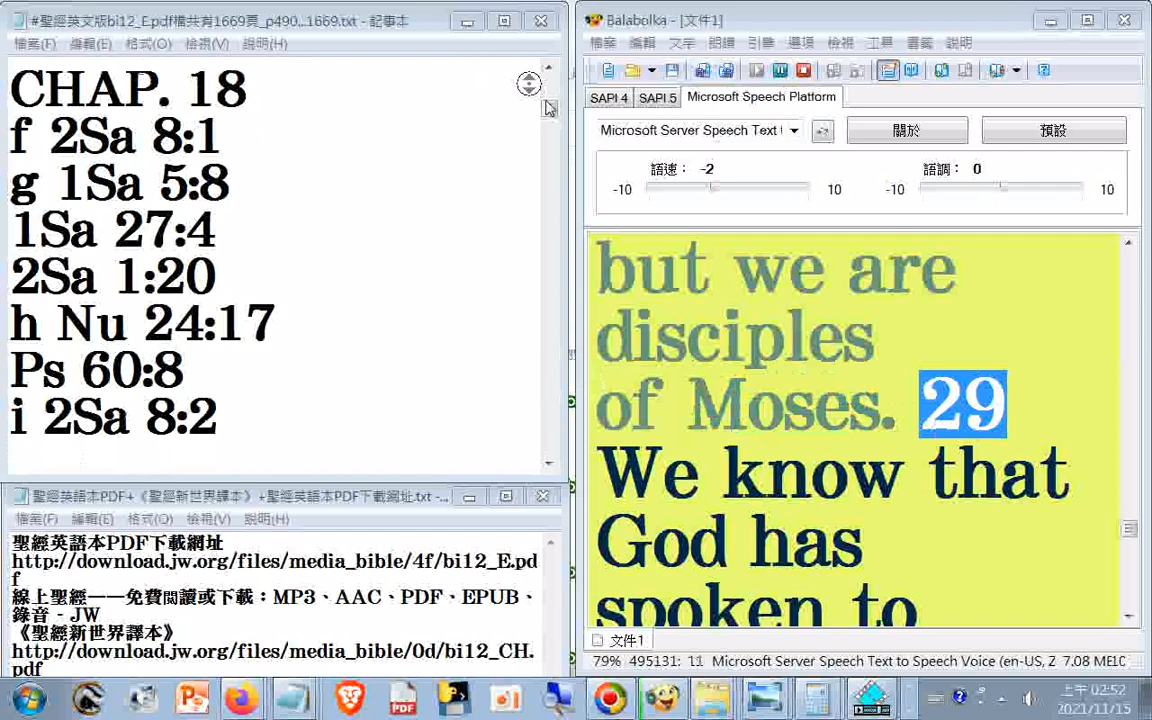 #聖經英文版bi12_E.pdf檔共有1669頁_p490,..1669.txt - 記事本
檔案(F) 編輯(E) 格式(O) 檢視(V) 說明(H)
CHAP. 18
f 2Sa 8:1
g 1Sa 5:8
1Sa 27:4
2Sa 1:20
h Nu 24:17
Ps 60:8
i 2Sa 8:2
聖經英語本PDF+《聖經新世界譯本》+聖經英語本PDF下載網址.txt -...
檔案(F) 編輯(E) 格式(O) 檢視(V) 說明(H)
聖經英語本PDF下載網址
http://download.jw.org/files/media_bible/4f/bi12_E.pd
f
線上聖經——免費閱讀或下載：MP3、AAC、PDF、EPUB、
錄音 - JW
《聖經新世界譯本》
http://download.jw.org/files/media_bible/0d/bi12_CH.
pdf
Balabolka - [文件1]
檔案 編輯 文字 朗讀 引擎 選項 檢視 工具 書籤 說明
SAPI 4 SAPI 5 Microsoft Speech Platform
Microsoft Server Speech Text 關於 預設
語速： -2 語調： 0
-10 10 -10 10
but we are
disciples
of Moses. 29
We know that
God has
spoken to
文件1
79% 495131: 11 Microsoft Server Speech Text to Speech Voice (en-US, Z 7.08 ME10
PDF
上午 02:52
2021/11/15